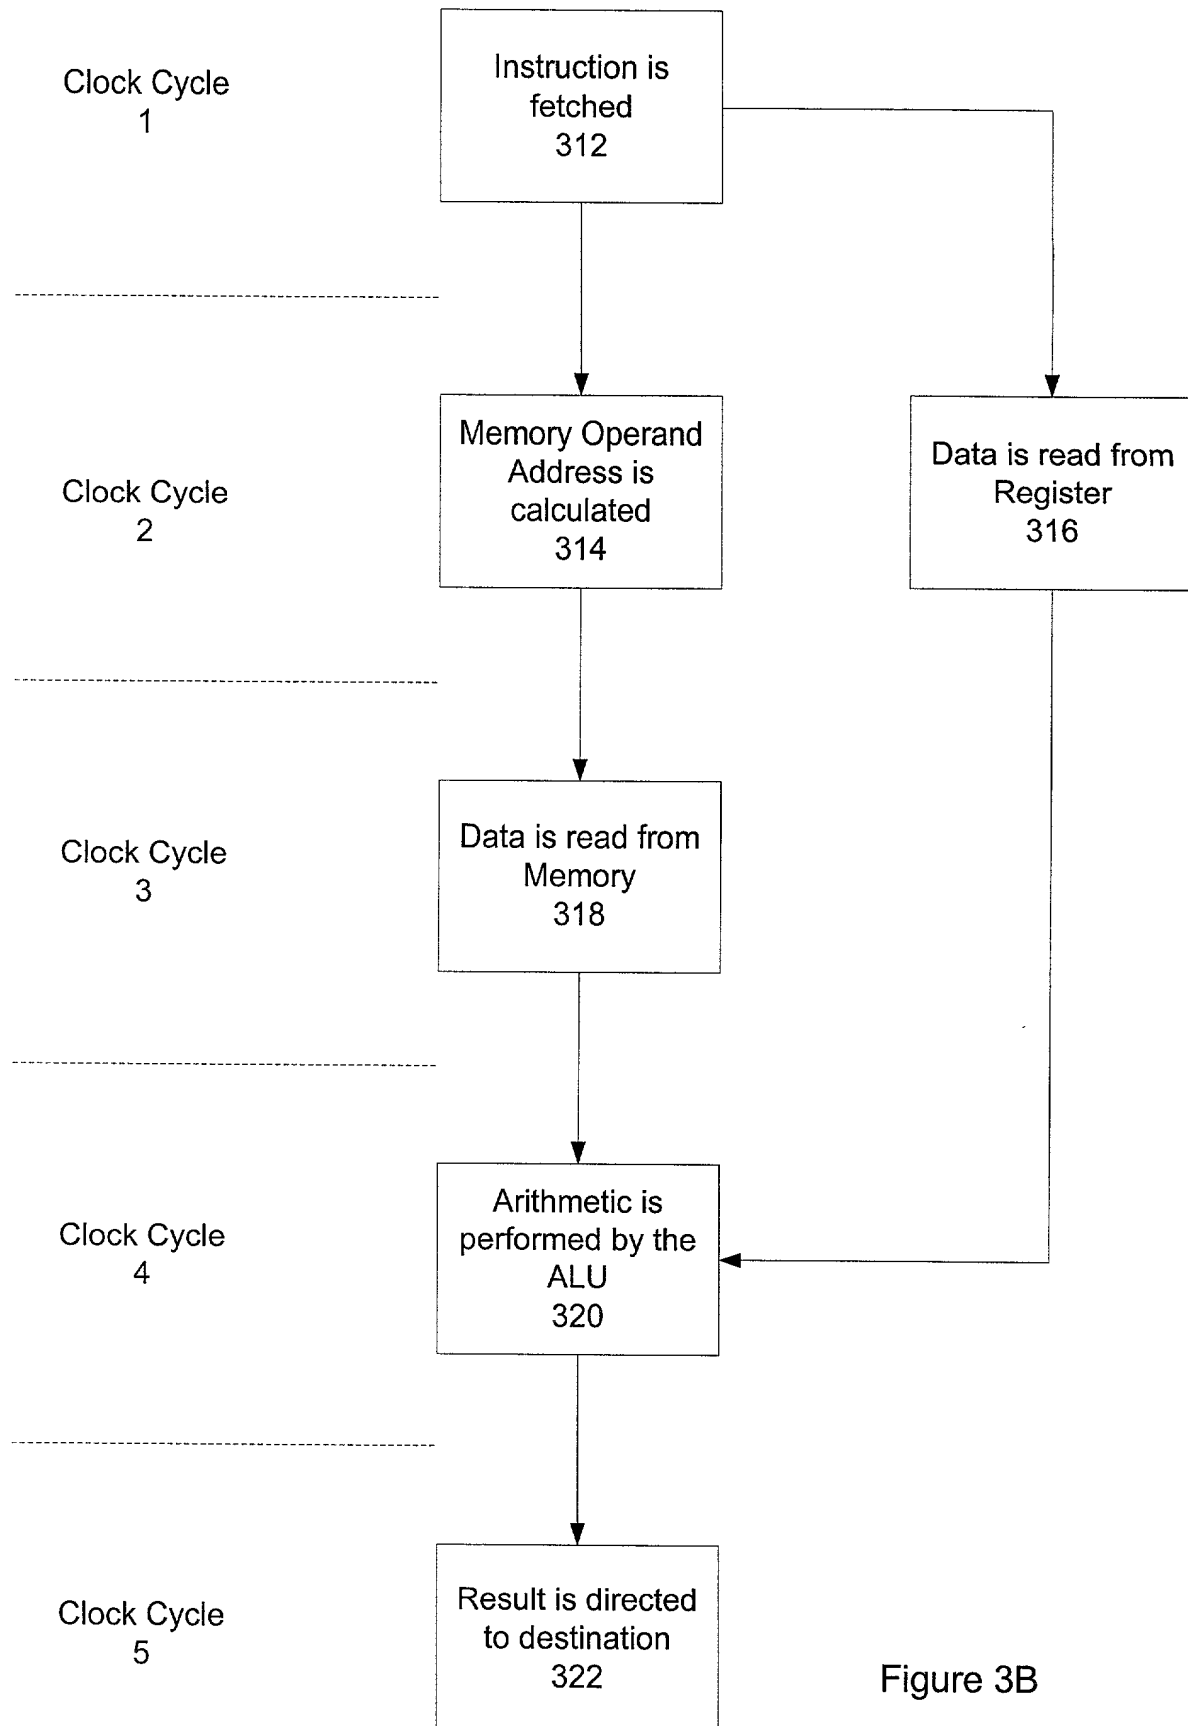 Clock Cycle
1
Instruction is
fetched
312
Clock Cycle
2
Memory Operand
Address is
calculated
314
Data is read from
Register
316
Clock Cycle
3
Data is read from
Memory
318
Clock Cycle
4
Arithmetic is
performed by the
ALU
320
Clock Cycle
5
Result is directed
to destination
322
Figure 3B